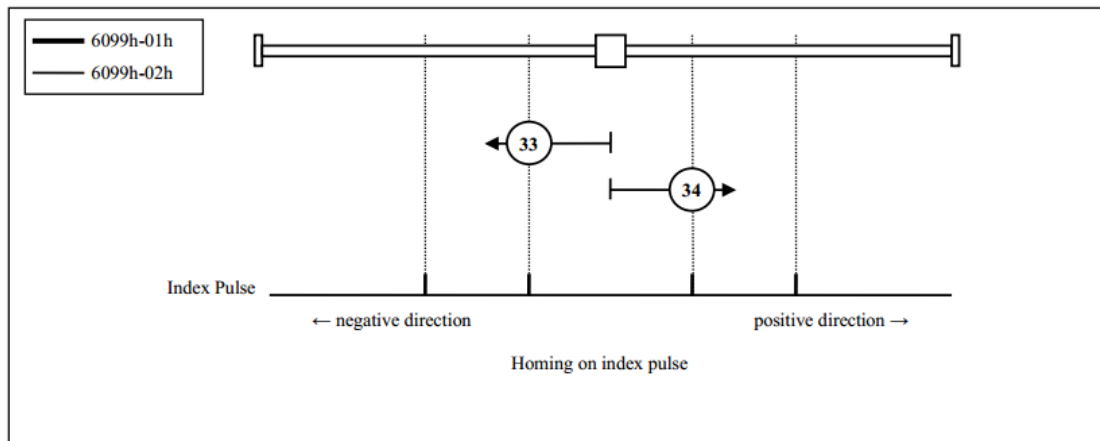 6099h-01h
6099h-02h
33
34
Index Pulse
← negative direction
positive direction →
Homing on index pulse